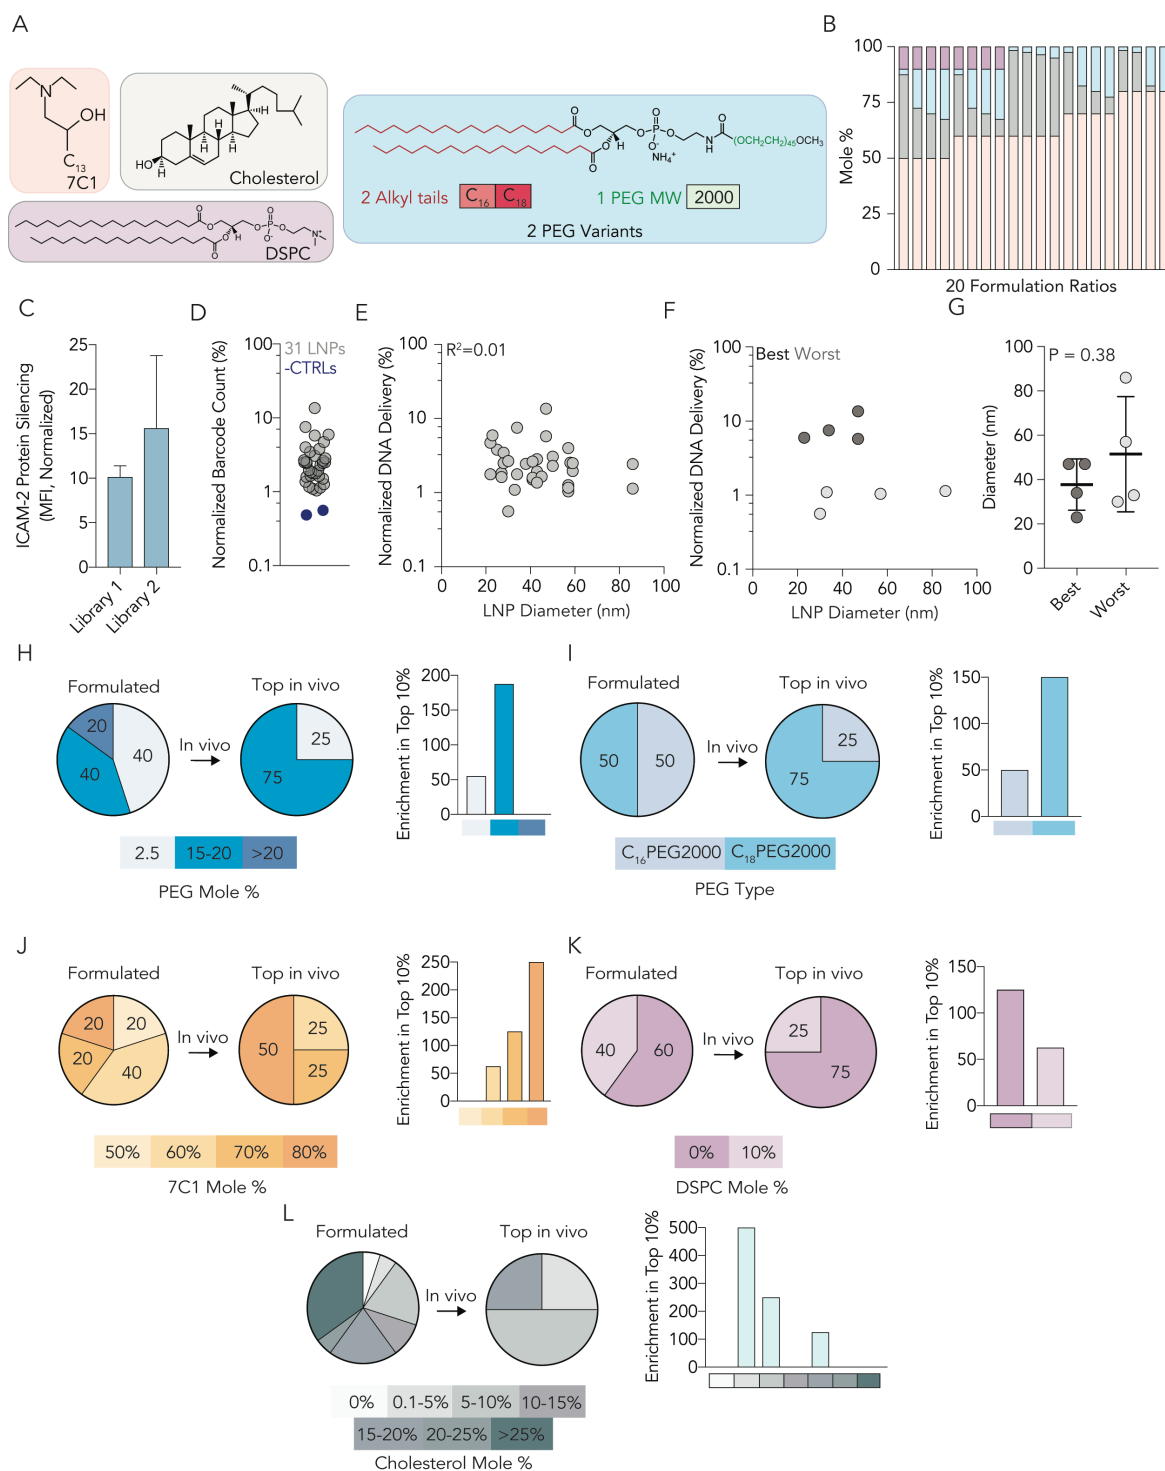 A
N
OH
C13
7C1
HO
H
H
H
Cholesterol
O
O
H
O
O
O
P
O-
O
N+
DSPC
O
O
H
O
O
O
P
O-
O
NH4+
N
H
O
(OCH2CH2)45OCH3
2 Alkyl tails
C16
C18
1 PEG MW
2000
2 PEG Variants
B
Mole %
100
75
50
25
0
20 Formulation Ratios
C
ICAM-2 Protein Silencing
(MFI, Normalized)
25
20
15
10
5
0
Library 1
Library 2
D
Normalized Barcode Count (%)
100
10
1
0.1
31 LNPs
-CTRLs
E
Normalized DNA Delivery (%)
100
10
1
0.1
R2=0.01
0 20 40 60 80 100
LNP Diameter (nm)
F
Normalized DNA Delivery (%)
100
10
1
0.1
Best Worst
0 20 40 60 80 100
LNP Diameter (nm)
G
Diameter (nm)
100
80
60
40
20
0
P = 0.38
Best
Worst
H
Formulated
20
40
40
In vivo
Top in vivo
25
75
Enrichment in Top 10%
200
150
100
50
0
2.5 15-20 >20
PEG Mole %
I
Formulated
50 50
In vivo
Top in vivo
25
75
Enrichment in Top 10%
150
100
50
0
C16PEG2000 C18PEG2000
PEG Type
J
Formulated
20 20
20
40
In vivo
Top in vivo
50
25
25
Enrichment in Top 10%
250
200
150
100
50
0
50% 60% 70% 80%
7C1 Mole %
K
Formulated
40 60
In vivo
Top in vivo
25
75
Enrichment in Top 10%
150
100
50
0
0% 10%
DSPC Mole %
L
Formulated
In vivo
Top in vivo
Enrichment in Top 10%
500
400
300
200
100
0
0% 0.1-5% 5-10% 10-15%
15-20% 20-25% >25%
Cholesterol Mole %